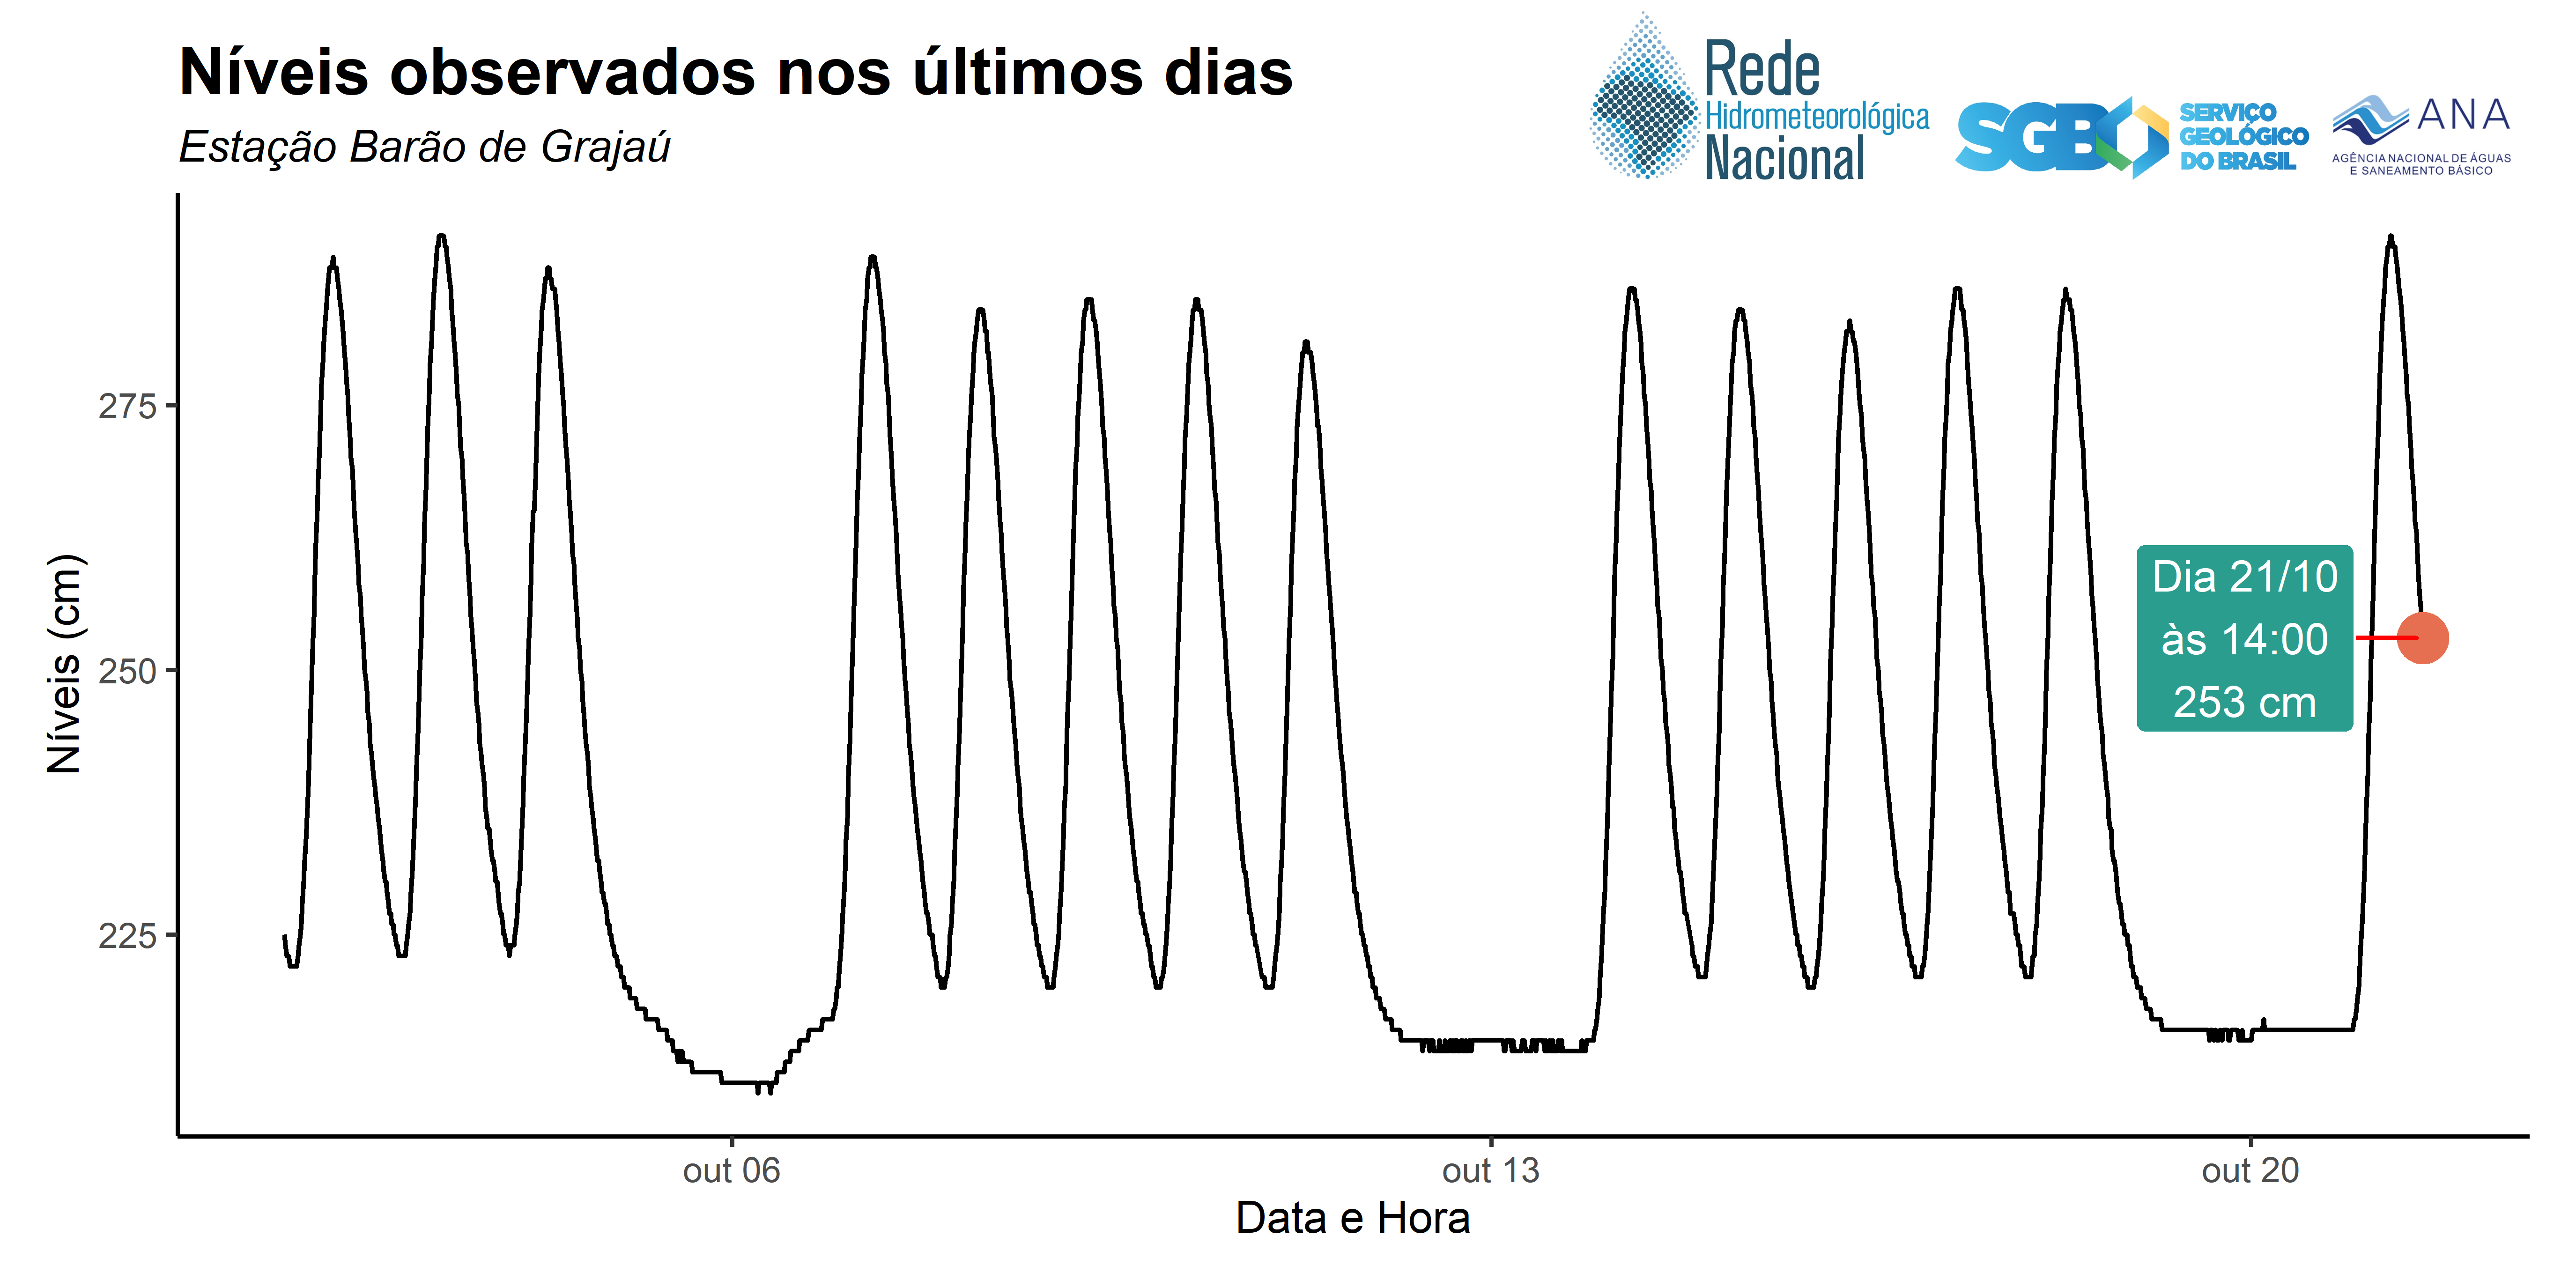 Níveis observados nos últimos dias
Estação Barão de Grajaú
Rede
Hidrometeorológica
Nacional
SGB
SERVIÇO
GEOLÓGICO
DO BRASIL
ANA
AGÊNCIA NACIONAL DE ÁGUAS
E SANEAMENTO BÁSICO
Níveis (cm)
275
250
225
Dia 21/10
às 14:00
253 cm
out 06
out 13
out 20
Data e Hora